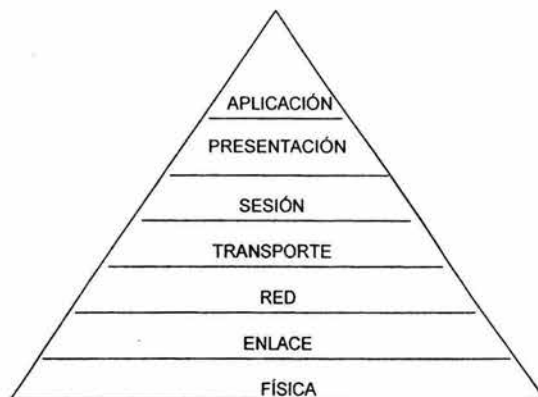 APLICACIÓN
PRESENTACIÓN
SESIÓN
TRANSPORTE
RED
ENLACE
FÍSICA